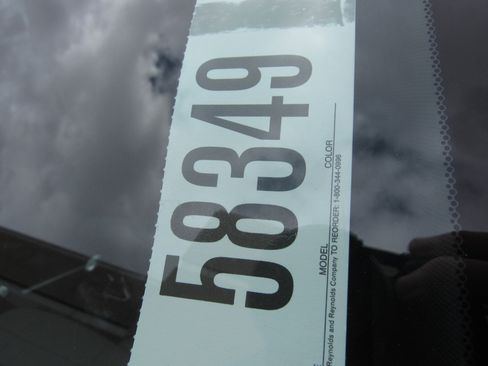 58349
MODEL COLOR
Reynolds and Reynolds Company TO REORDER: 1-800-344-0996